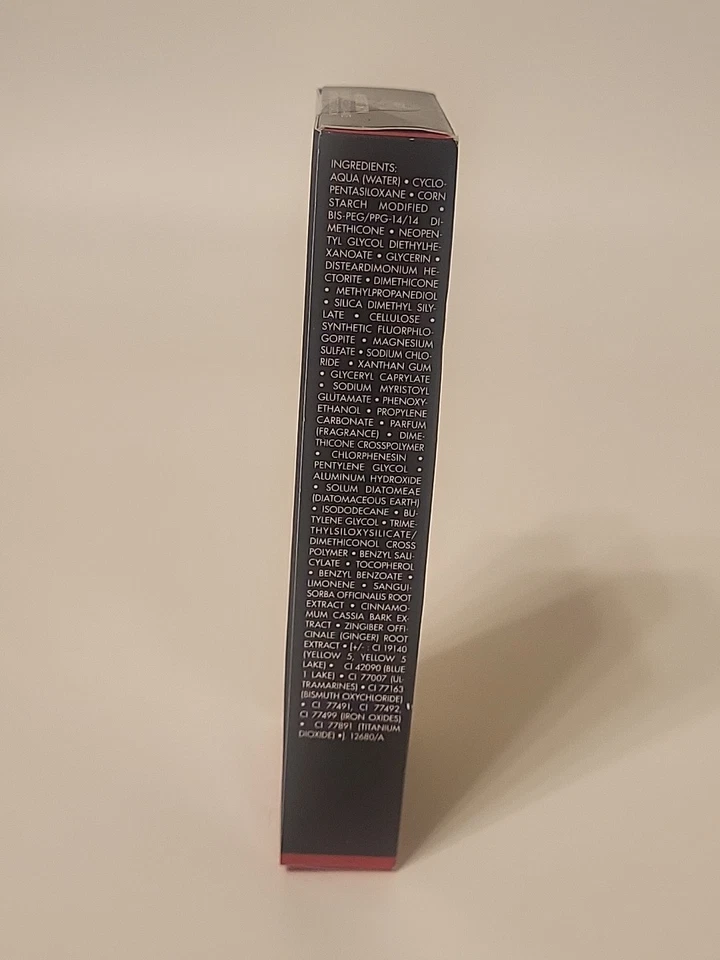 INGREDIENTS:
AQUA (WATER) • CYCLO-
PENTASILOXANE • CORN
STARCH MODIFIED •
BIS-PEG/PPG-14/14 DI-
METHICONE • NEOPEN-
TYL GLYCOL DIETHYLHE-
XANOATE • GLYCERIN •
DISTEARDIMONIUM HE-
CTORITE • DIMETHICONE
• METHYLPROPANEDIOL
• SILICA DIMETHYL SILY-
LATE • CELLULOSE •
SYNTHETIC FLUORPHLO-
GOPITE • MAGNESIUM
SULFATE • SODIUM CHLO-
RIDE • XANTHAN GUM
• GLYCERYL CAPRYLATE
• SODIUM MYRISTOYL
GLUTAMATE • PHENOXY-
ETHANOL • PROPYLENE
CARBONATE • PARFUM
(FRAGRANCE) • DIME-
THICONE CROSSPOLYMER
• CHLORPHENESIN •
PENTYLENE GLYCOL •
ALUMINUM HYDROXIDE
• SOLUM DIATOMEAE
(DIATOMACEOUS EARTH)
• ISODODECANE • BU-
TYLENE GLYCOL • TRIME-
THYLSILOXYSILICATE/
DIMETHICONOL CROSS
POLYMER • BENZYL SALI-
CYLATE • TOCOPHEROL
• BENZYL BENZOATE •
LIMONENE • SANGUI-
SORBA OFFICINALIS ROOT
EXTRACT • CINNAMO-
MUM CASSIA BARK EX-
TRACT • ZINGIBER OFFI-
CINALE (GINGER) ROOT
EXTRACT • [+/- : CI 19140
(YELLOW 5, YELLOW 5
LAKE) • CI 42090 (BLUE
1 LAKE) • CI 77007 (UL-
TRAMARINES) • CI 77163
(BISMUTH OXYCHLORIDE)
• CI 77491, CI 77492,
CI 77499 (IRON OXIDES)
• CI 77891 (TITANIUM
DIOXIDE) •] 12680/A